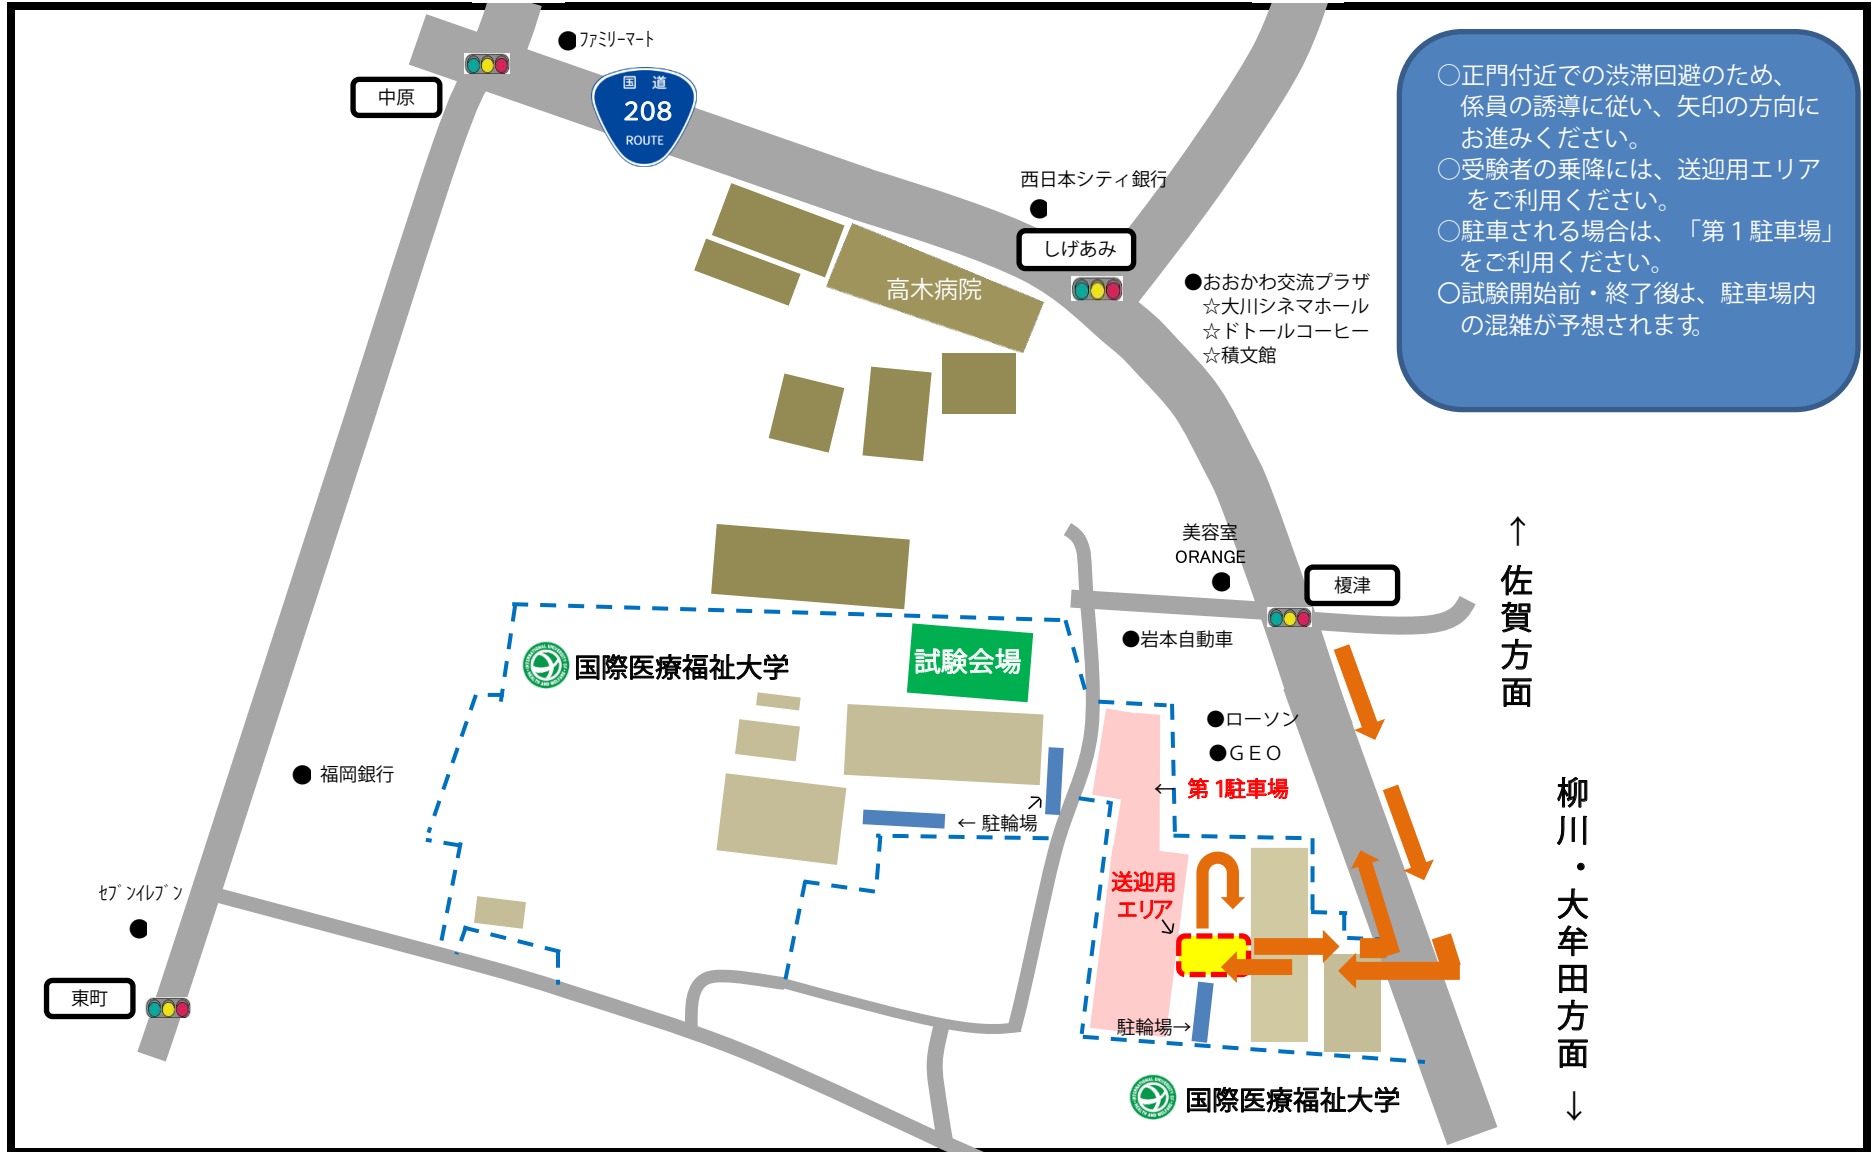 ファミリーマート
中原
国 道
208
ROUTE
○正門付近での渋滞回避のため、
係員の誘導に従い、矢印の方向に
お進みください。
○受験者の乗降には、送迎用エリア
をご利用ください。
○駐車される場合は、「第１駐車場」
をご利用ください。
○試験開始前・終了後は、駐車場内
の混雑が予想されます。
西日本シティ銀行
しげあみ
高木病院
●おおかわ交流プラザ
☆大川シネマホール
☆ドトールコーヒー
☆積文館
美容室
ORANGE
榎津
↑佐賀方面
●岩本自動車
国際医療福祉大学
試験会場
●ローソン
●ＧＥＯ
← 第1駐車場
福岡銀行
← 駐輪場
柳川・大牟田方面↓
送迎用
エリア
セブンイレブン
東町
駐輪場→
国際医療福祉大学